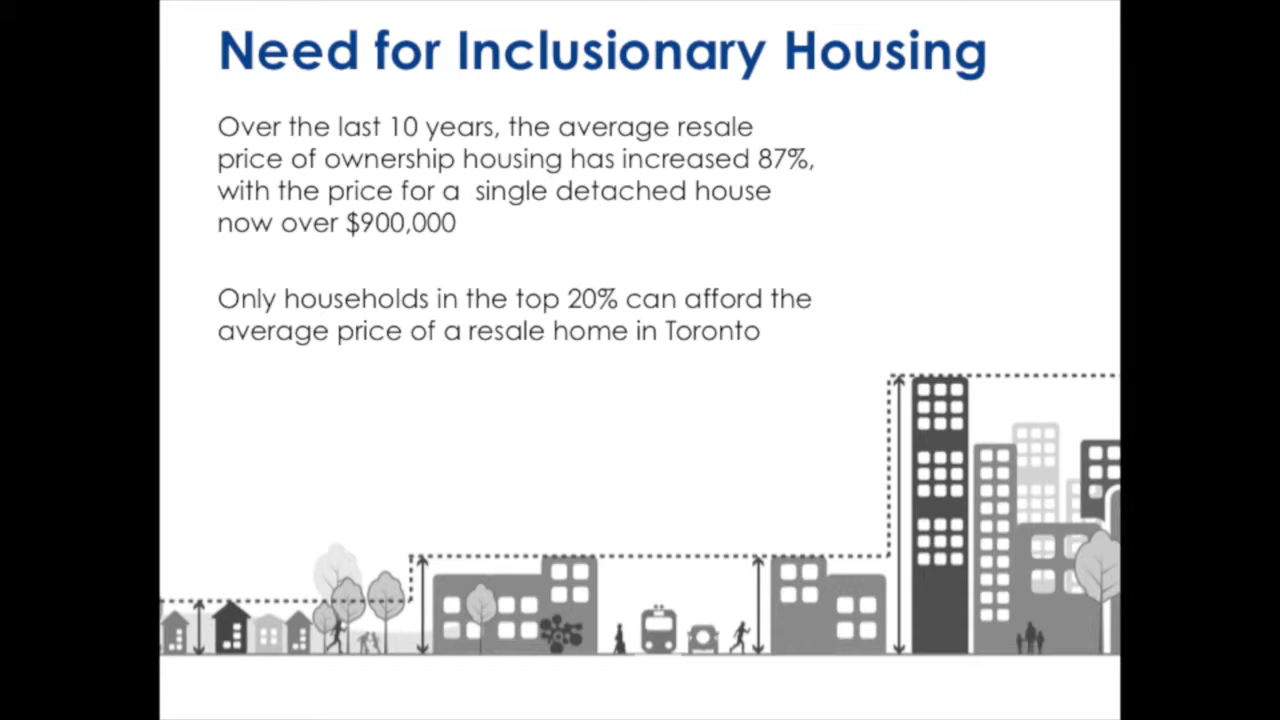 Need for Inclusionary Housing
Over the last 10 years, the average resale
price of ownership housing has increased 87%,
with the price for a single detached house
now over $900,000
Only households in the top 20% can afford the
average price of a resale home in Toronto